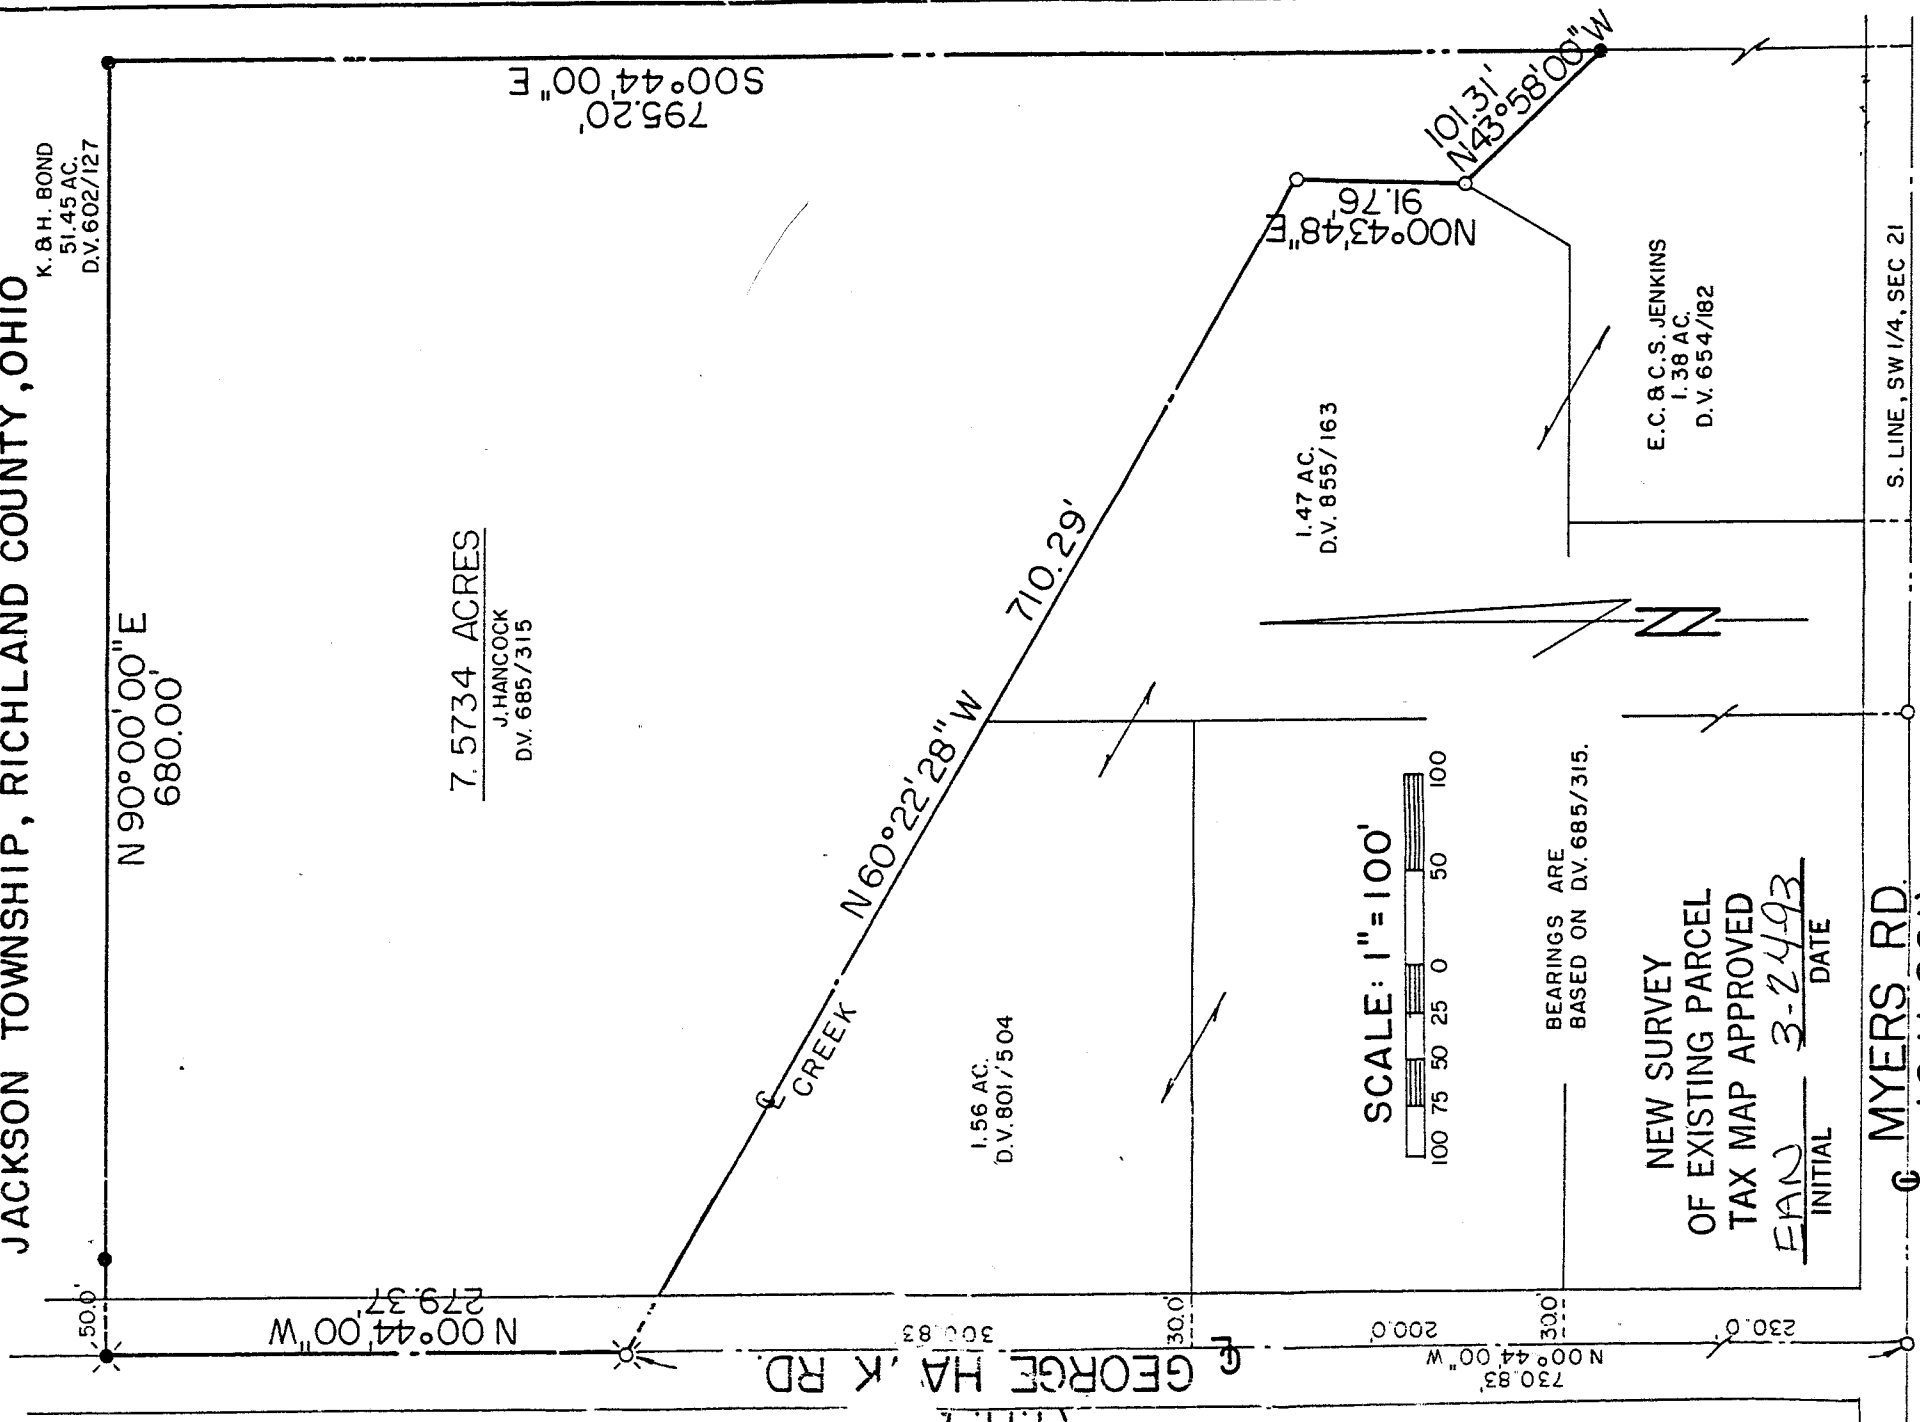 JACKSON TOWNSHIP, RICHLAND COUNTY, OHIO
K. & H. BOND
51.45 AC.
D.V. 602/127
N 90°00'00" E
680.00'
S00°44'00" E
795.20'
7.5734 ACRES
J. HANCOCK
D.V. 685/315
101.31'
N43°58'00" W
N00°43'48" E
91.76'
710.29'
N60°22'28" W
℄ CREEK
50.0'
N 00°44'00" W
279.37'
1.47 AC.
D.V. 855/163
E.C. & C.S. JENKINS
1.38 AC.
D.V. 654/182
S. LINE, SW 1/4, SEC 21
1.56 AC.
D.V. 801/504
N
SCALE: 1" = 100'
100 75 50 25 0 50 100
BEARINGS ARE
BASED ON D.V. 685/315.
NEW SURVEY
OF EXISTING PARCEL
TAX MAP APPROVED
3-24-93
INITIAL DATE
300.83
30.0'
200.0'
30.0'
230.0'
℄ GEORGE RD.
N 00°44'00" W
730.83'
℄ MYERS RD.